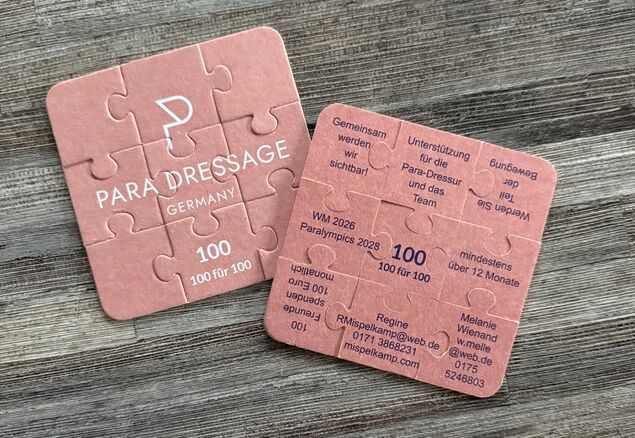 P
PARA DRESSAGE
GERMANY
100
100 für 100
Gemeinsam
werden
wir
sichtbar!
Unterstützung
für die
Para-Dressur
und das
Team
Werden Sie
Teil
der
Bewegung
WM 2026
Paralympics 2028
100
100 für 100
mindestens
über 12 Monate
100
Freunde
spenden
100 Euro
monatlich
Regine
RMispelkamp@web.de
0171 3868231
mispelkamp.com
Melanie
Wienand
w.melle
@web.de
0175
5246803